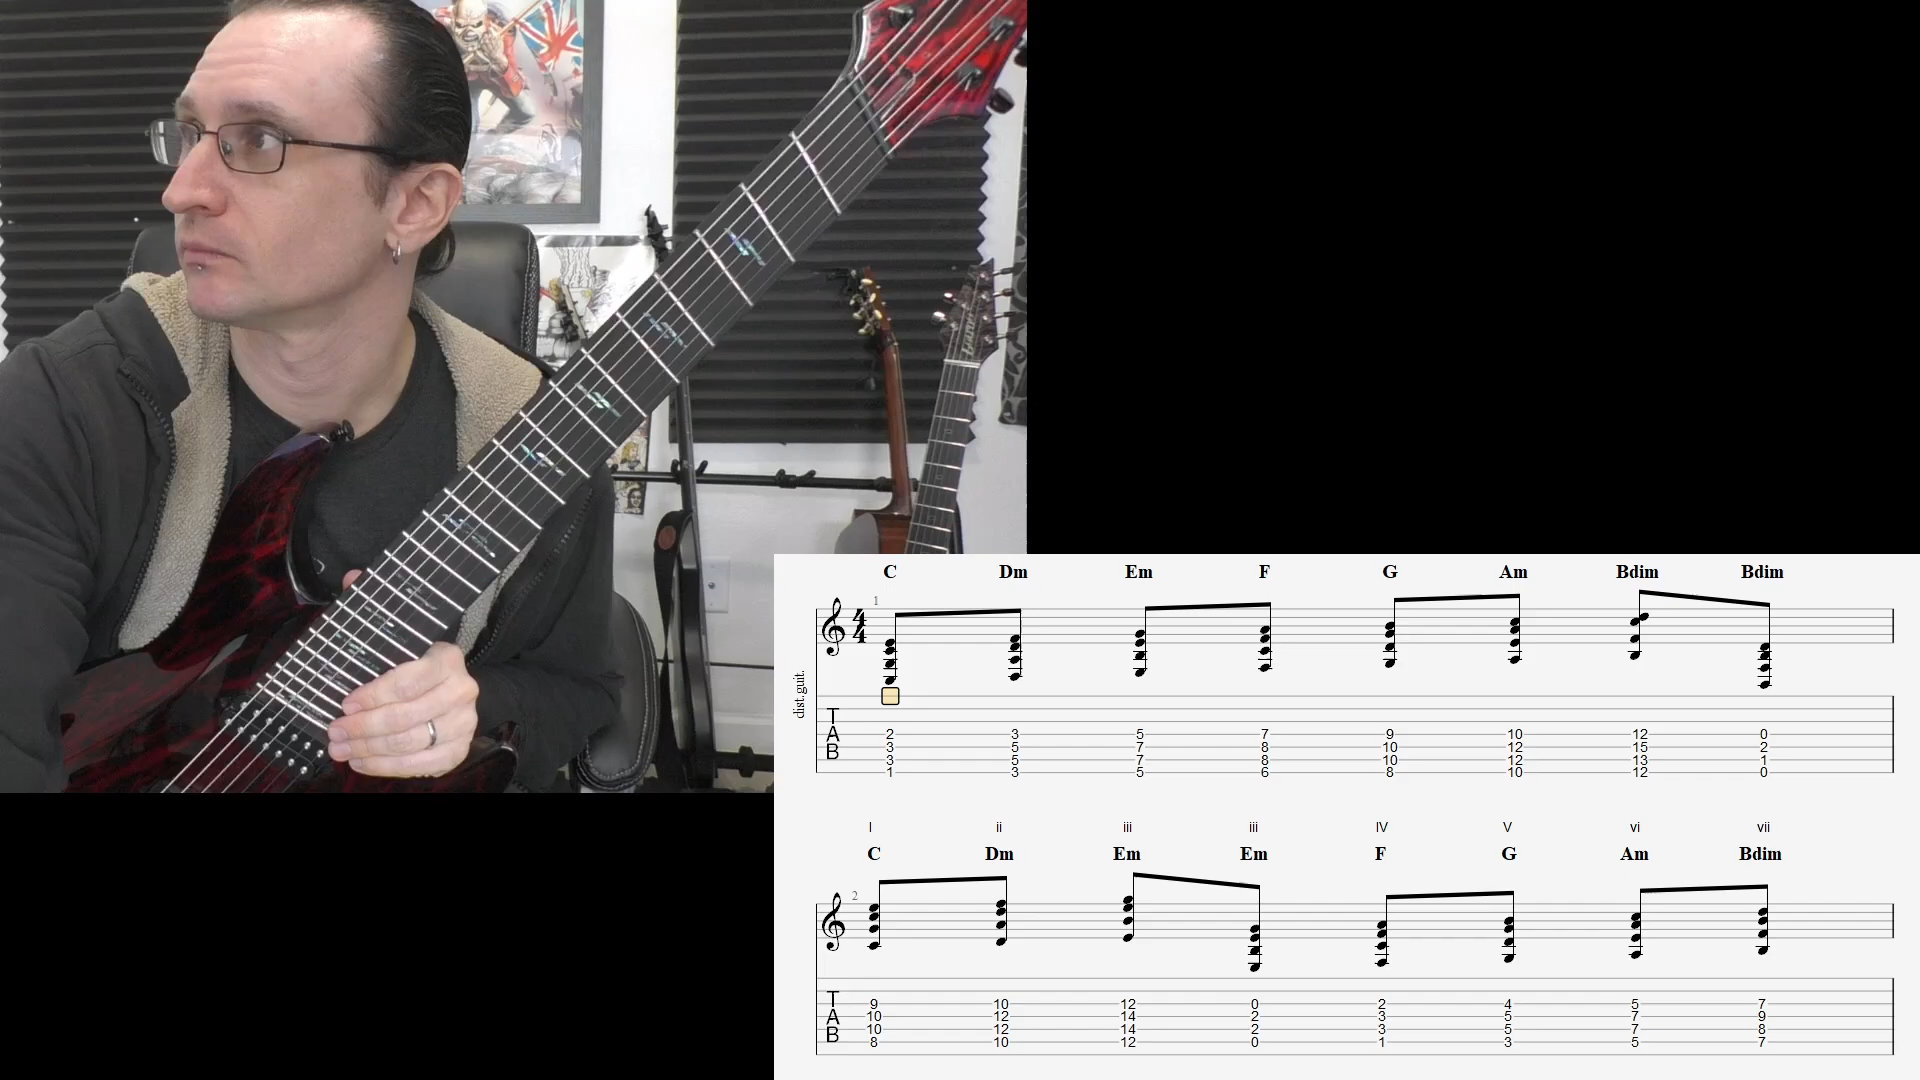 C Dm Em F G Am Bdim Bdim
1
4
4
dist.guit.
T
A
B
2 3 5 7 9 10 12 0
3 5 7 8 10 12 15 2
3 5 7 8 10 12 13 1
1 3 5 6 8 10 12 0
I ii iii iii IV V vi vii
C Dm Em Em F G Am Bdim
2
T
A
B
9 10 12 0 2 4 5 7
10 12 14 2 3 5 7 9
10 12 14 2 3 5 7 8
8 10 12 0 1 3 5 7